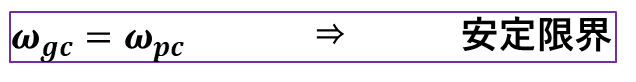 ω_gc = ω_pc ⇒ 安定限界